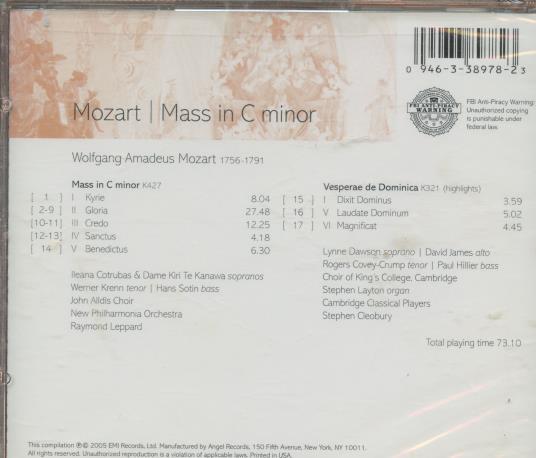 0 946-3-38978-2 3
FBI ANTI-PIRACY
WARNING
FBI Anti-Piracy Warning:
Unauthorized copying
is punishable under
federal law.
Mozart | Mass in C minor
Wolfgang Amadeus Mozart 1756-1791
Mass in C minor K427
[ 1 ] I Kyrie 8.04
[ 2-9 ] II Gloria 27.48
[10-11] III Credo 12.25
[12-13] IV Sanctus 4.18
[ 14 ] V Benedictus 6.30
Ileana Cotrubas & Dame Kiri Te Kanawa sopranos
Werner Krenn tenor | Hans Sotin bass
John Alldis Choir
New Philharmonia Orchestra
Raymond Leppard
Vesperae de Dominica K321 (highlights)
[ 15 ] I Dixit Dominus 3.59
[ 16 ] V Laudate Dominum 5.02
[ 17 ] VI Magnificat 4.45
Lynne Dawson soprano | David James alto
Rogers Covey-Crump tenor | Paul Hillier bass
Choir of King's College, Cambridge
Stephen Layton organ
Cambridge Classical Players
Stephen Cleobury
Total playing time 73.10
This compilation ℗© 2005 EMI Records, Ltd. Manufactured by Angel Records, 150 Fifth Avenue, New York, NY 10011.
All rights reserved. Unauthorized reproduction is a violation of applicable laws. Printed in USA.